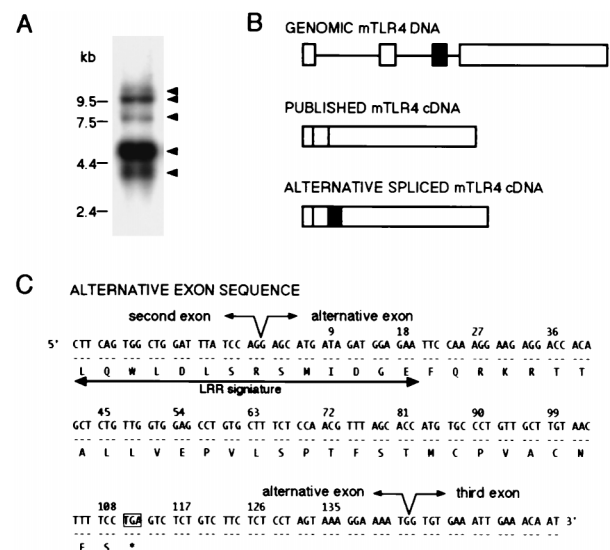 A
kb
9.5
7.5
4.4
2.4
B
GENOMIC mTLR4 DNA
PUBLISHED mTLR4 cDNA
ALTERNATIVE SPLICED mTLR4 cDNA
C
ALTERNATIVE EXON SEQUENCE
second exon alternative exon
9 18 27 36
5' CTT CAG TGG CTG GAT TTA TCC AGG AGC ATG ATA GAT GGA GAA TTC CAA AGG AAG AGG ACC ACA
--- --- --- --- --- --- --- --- --- --- --- --- --- --- --- --- --- --- --- --- ---
L Q W L D L S R S M I D G E F Q R K R T T
LRR signiature
45 54 63 72 81 90 99
GCT CTG TTG GTG GAG CCT GTG CTT TCT CCA ACG TTT AGC ACC ATG TGC CCT GTT GCT TGT AAC
--- --- --- --- --- --- --- --- --- --- --- --- --- --- --- --- --- --- --- --- ---
A L L V E P V L S P T F S T M C P V A C N
alternative exon third exon
108 117 126 135
TTT TCC TGA GTC TCT GTC TTC TCT CCT AGT AAA GGA AAA TGG TGT GAA ATT GAA ACA AT 3'
--- --- ---
F S *